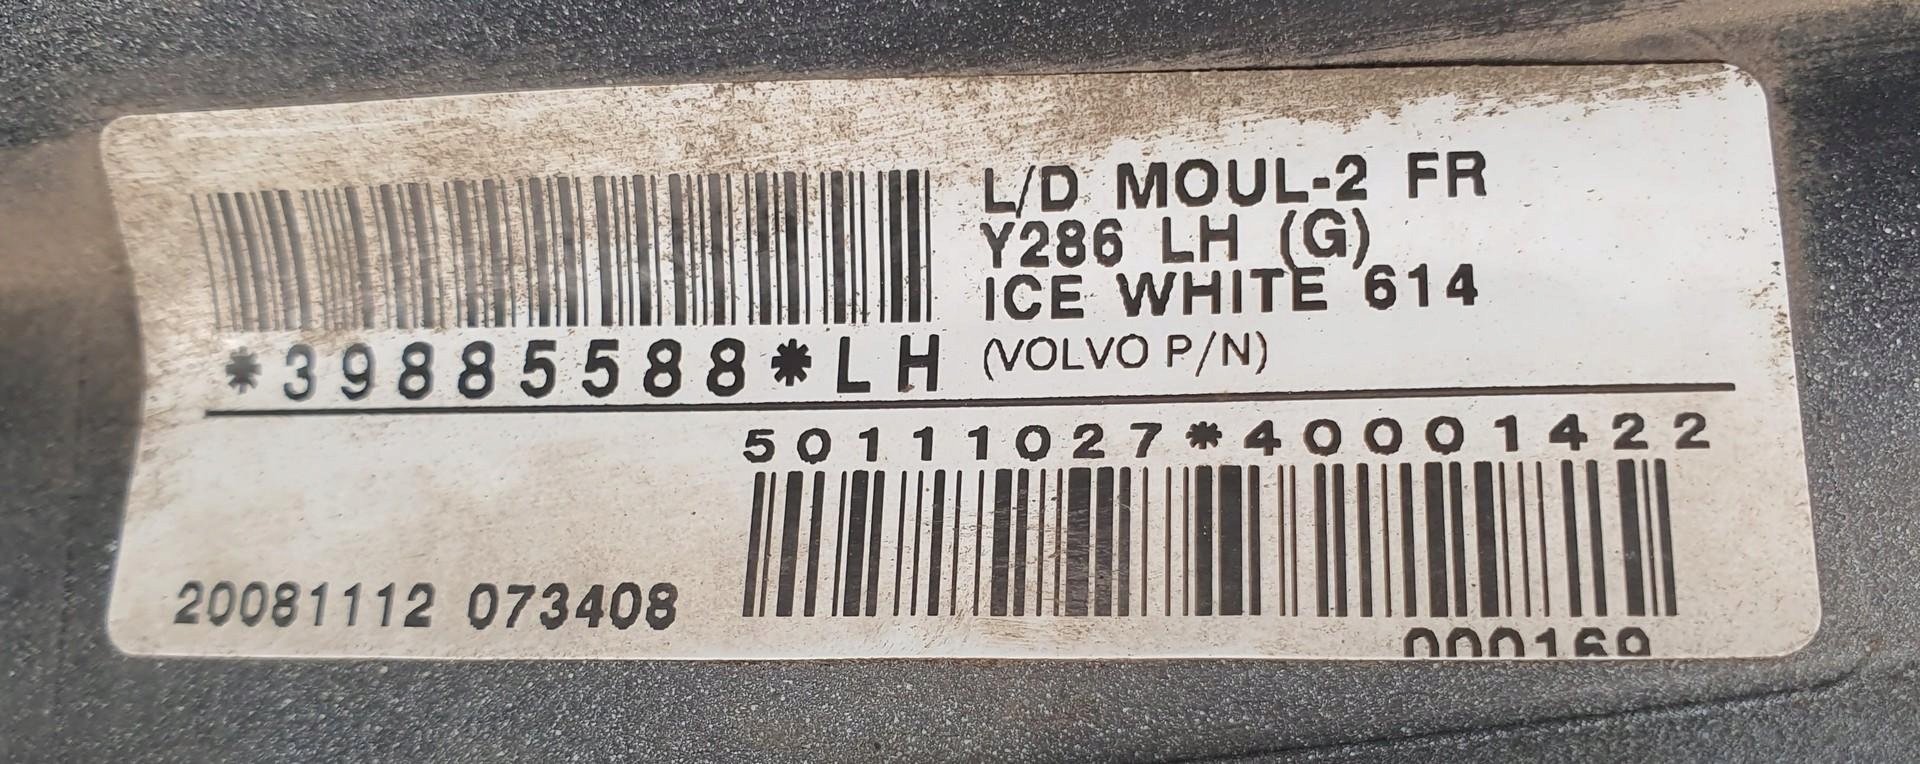 L/D MOUL-2 FR
Y286 LH (G)
ICE WHITE 614
*39885588*LH (VOLVO P/N)
50111027*40001422
20081112 073408